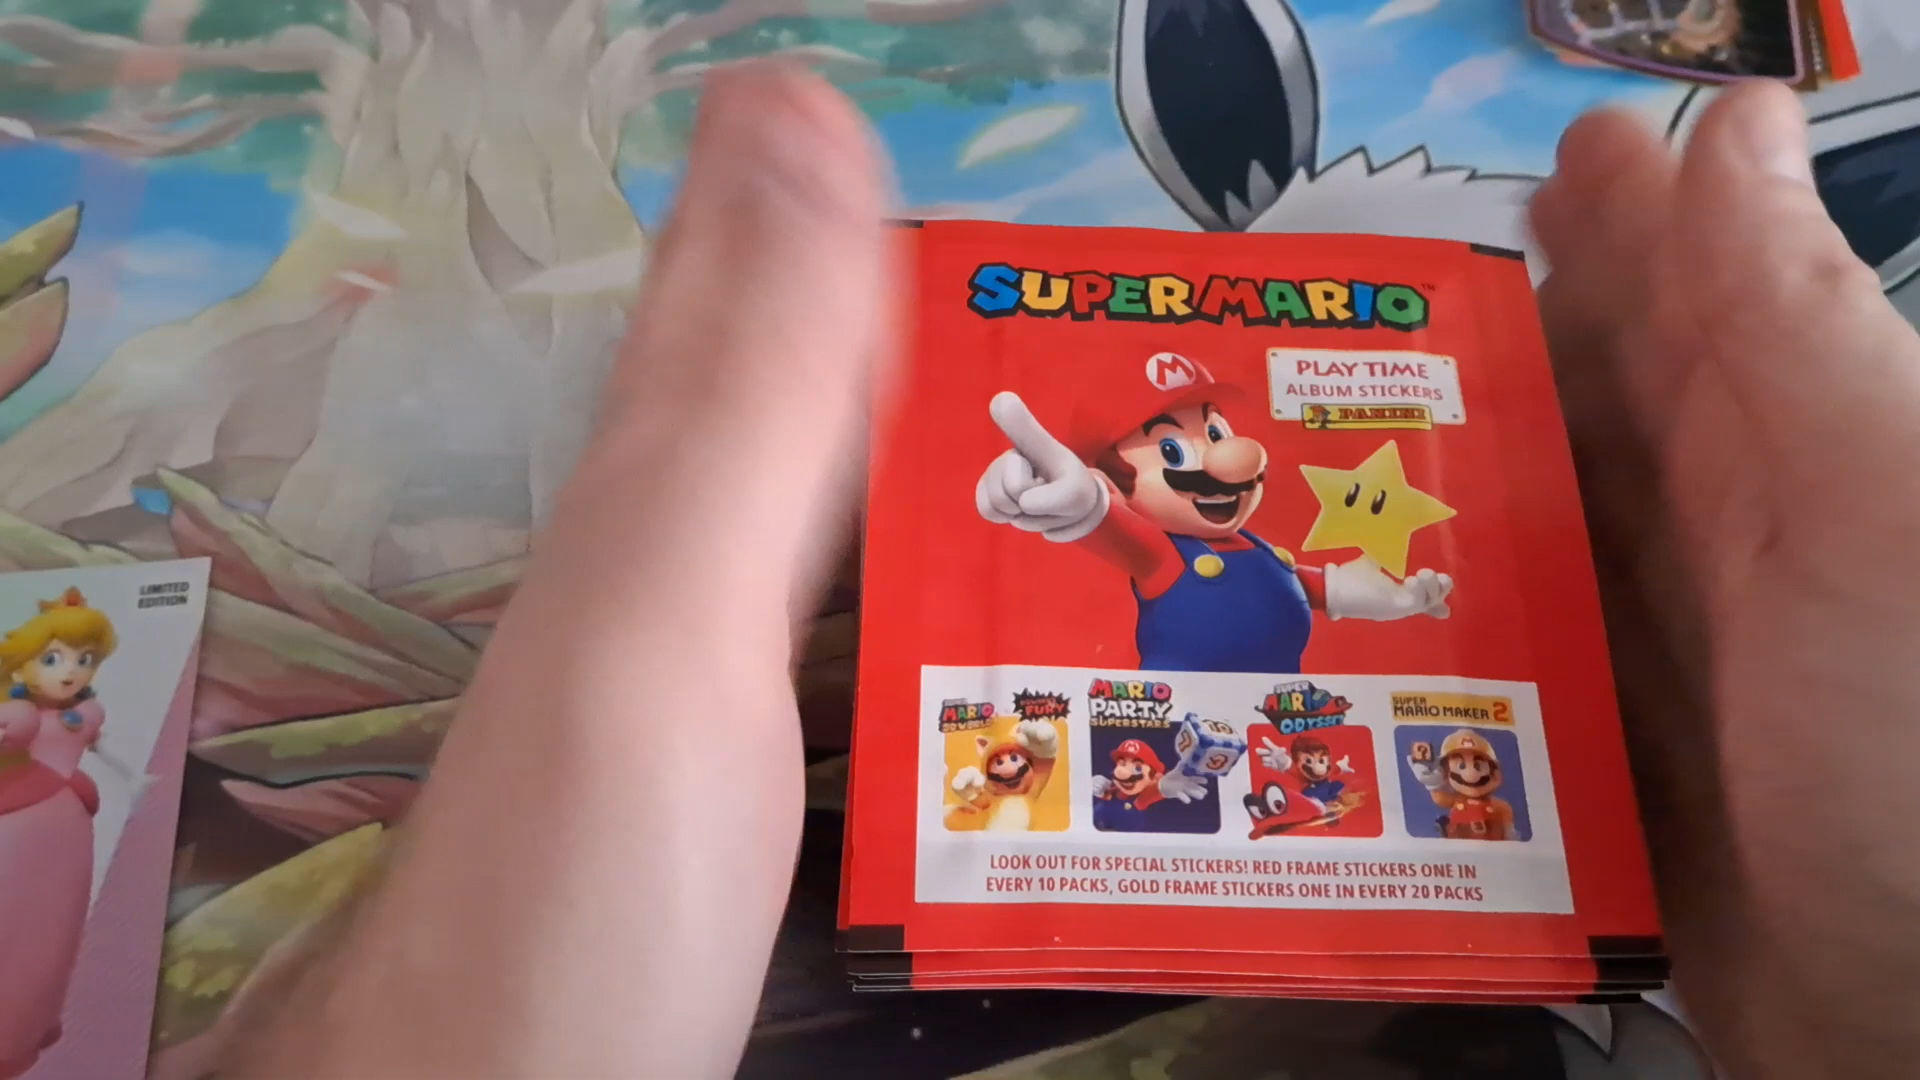 LIMITED
EDITION
SUPER MARIO™
PLAY TIME
ALBUM STICKERS
PANINI
SUPER
MARIO
3D WORLD
BOWSER'S
FURY
MARIO
PARTY
SUPERSTARS
SUPER
MARIO
ODYSSEY
SUPER
MARIO MAKER 2
LOOK OUT FOR SPECIAL STICKERS! RED FRAME STICKERS ONE IN
EVERY 10 PACKS, GOLD FRAME STICKERS ONE IN EVERY 20 PACKS